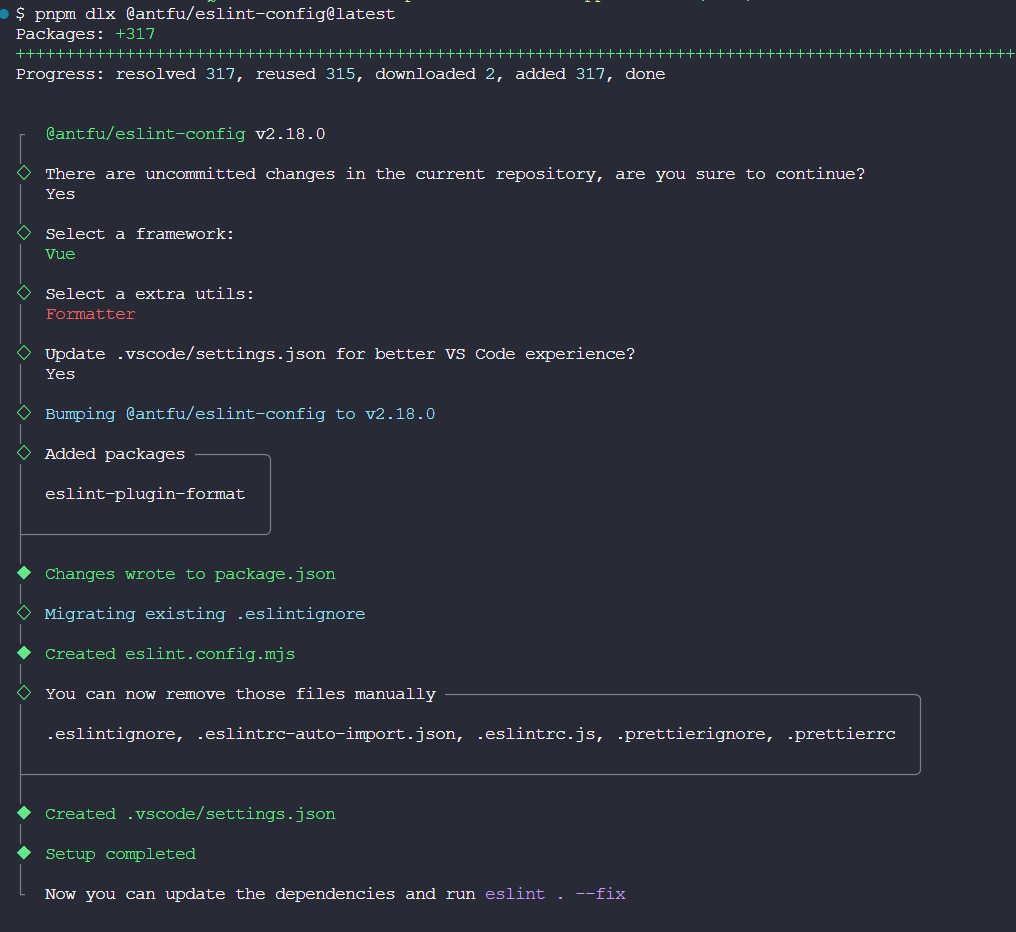 $ pnpm dlx @antfu/eslint-config@latest
Packages: +317
++++++++++++++++++++++++++++++++++++++++++++++++++++++++++++++++++++++++++++++++++++++++++++++++++++
Progress: resolved 317, reused 315, downloaded 2, added 317, done
@antfu/eslint-config v2.18.0
There are uncommitted changes in the current repository, are you sure to continue?
Yes
Select a framework:
Vue
Select a extra utils:
Formatter
Update .vscode/settings.json for better VS Code experience?
Yes
Bumping @antfu/eslint-config to v2.18.0
Added packages
eslint-plugin-format
Changes wrote to package.json
Migrating existing .eslintignore
Created eslint.config.mjs
You can now remove those files manually
.eslintignore, .eslintrc-auto-import.json, .eslintrc.js, .prettierignore, .prettierrc
Created .vscode/settings.json
Setup completed
Now you can update the dependencies and run eslint . --fix